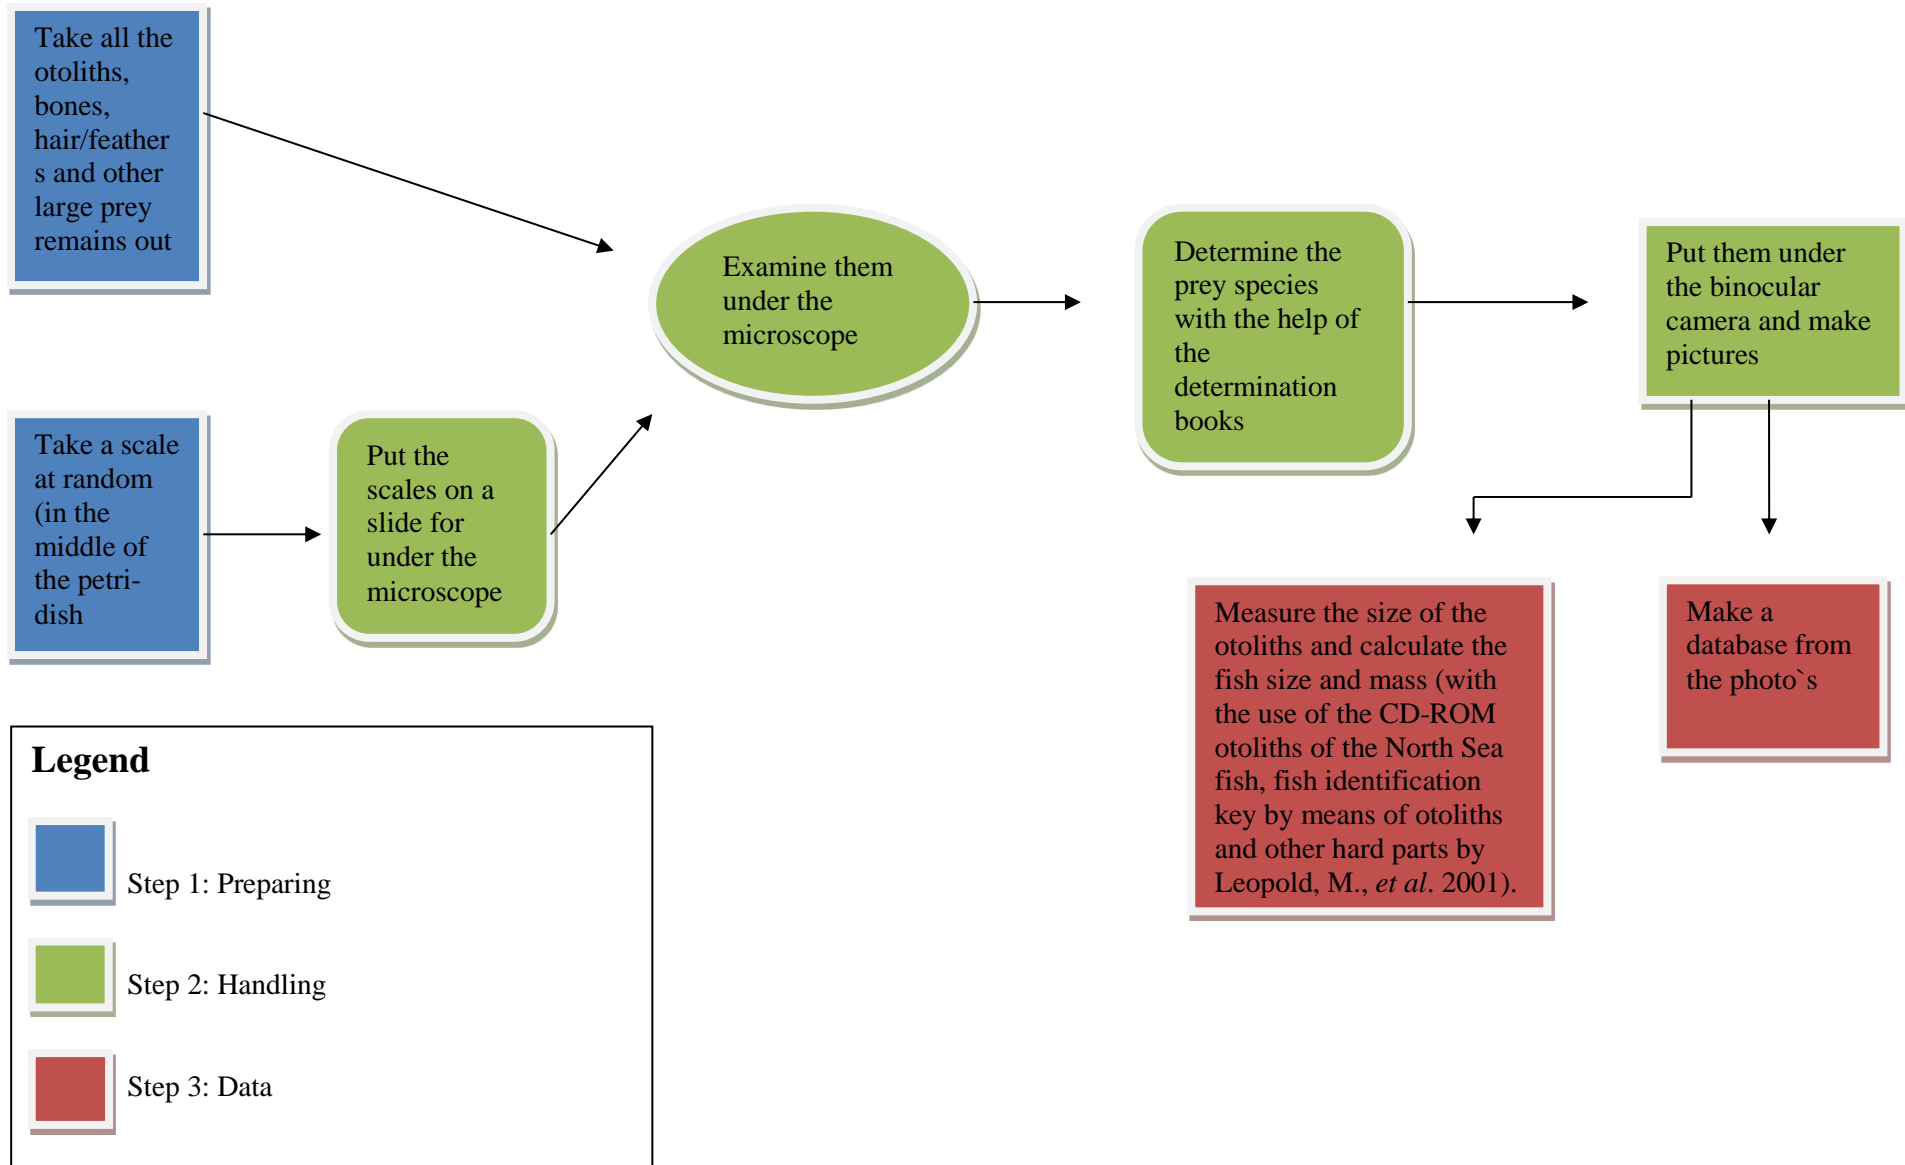 Take all the
otoliths,
bones,
hair/feather
s and other
large prey
remains out
Examine them
under the
microscope
Determine the
prey species
with the help of
the
determination
books
Put them under
the binocular
camera and make
pictures
Take a scale
at random
(in the
middle of
the petri-
dish
Put the
scales on a
slide for
under the
microscope
Measure the size of the
otoliths and calculate the
fish size and mass (with
the use of the CD-ROM
otoliths of the North Sea
fish, fish identification
key by means of otoliths
and other hard parts by
Leopold, M., et al. 2001).
Make a
database from
the photo`s
Legend
Step 1: Preparing
Step 2: Handling
Step 3: Data